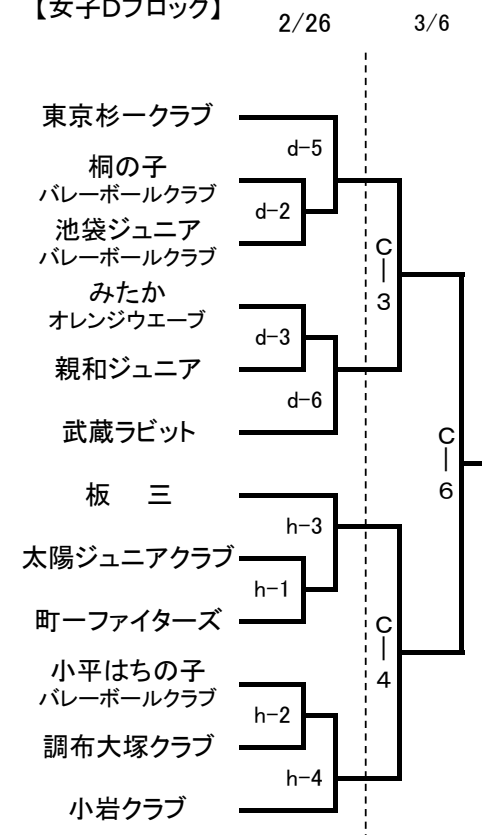 【女子Dブロック】
2/26
3/6
東京杉一クラブ
d-5
桐の子
バレーボールクラブ
d-2
池袋ジュニア
バレーボールクラブ
C|3
みたか
オレンジウエーブ
d-3
親和ジュニア
d-6
武蔵ラビット
C|6
板　三
h-3
太陽ジュニアクラブ
h-1
町一ファイターズ
C|4
小平はちの子
バレーボールクラブ
h-2
調布大塚クラブ
h-4
小岩クラブ